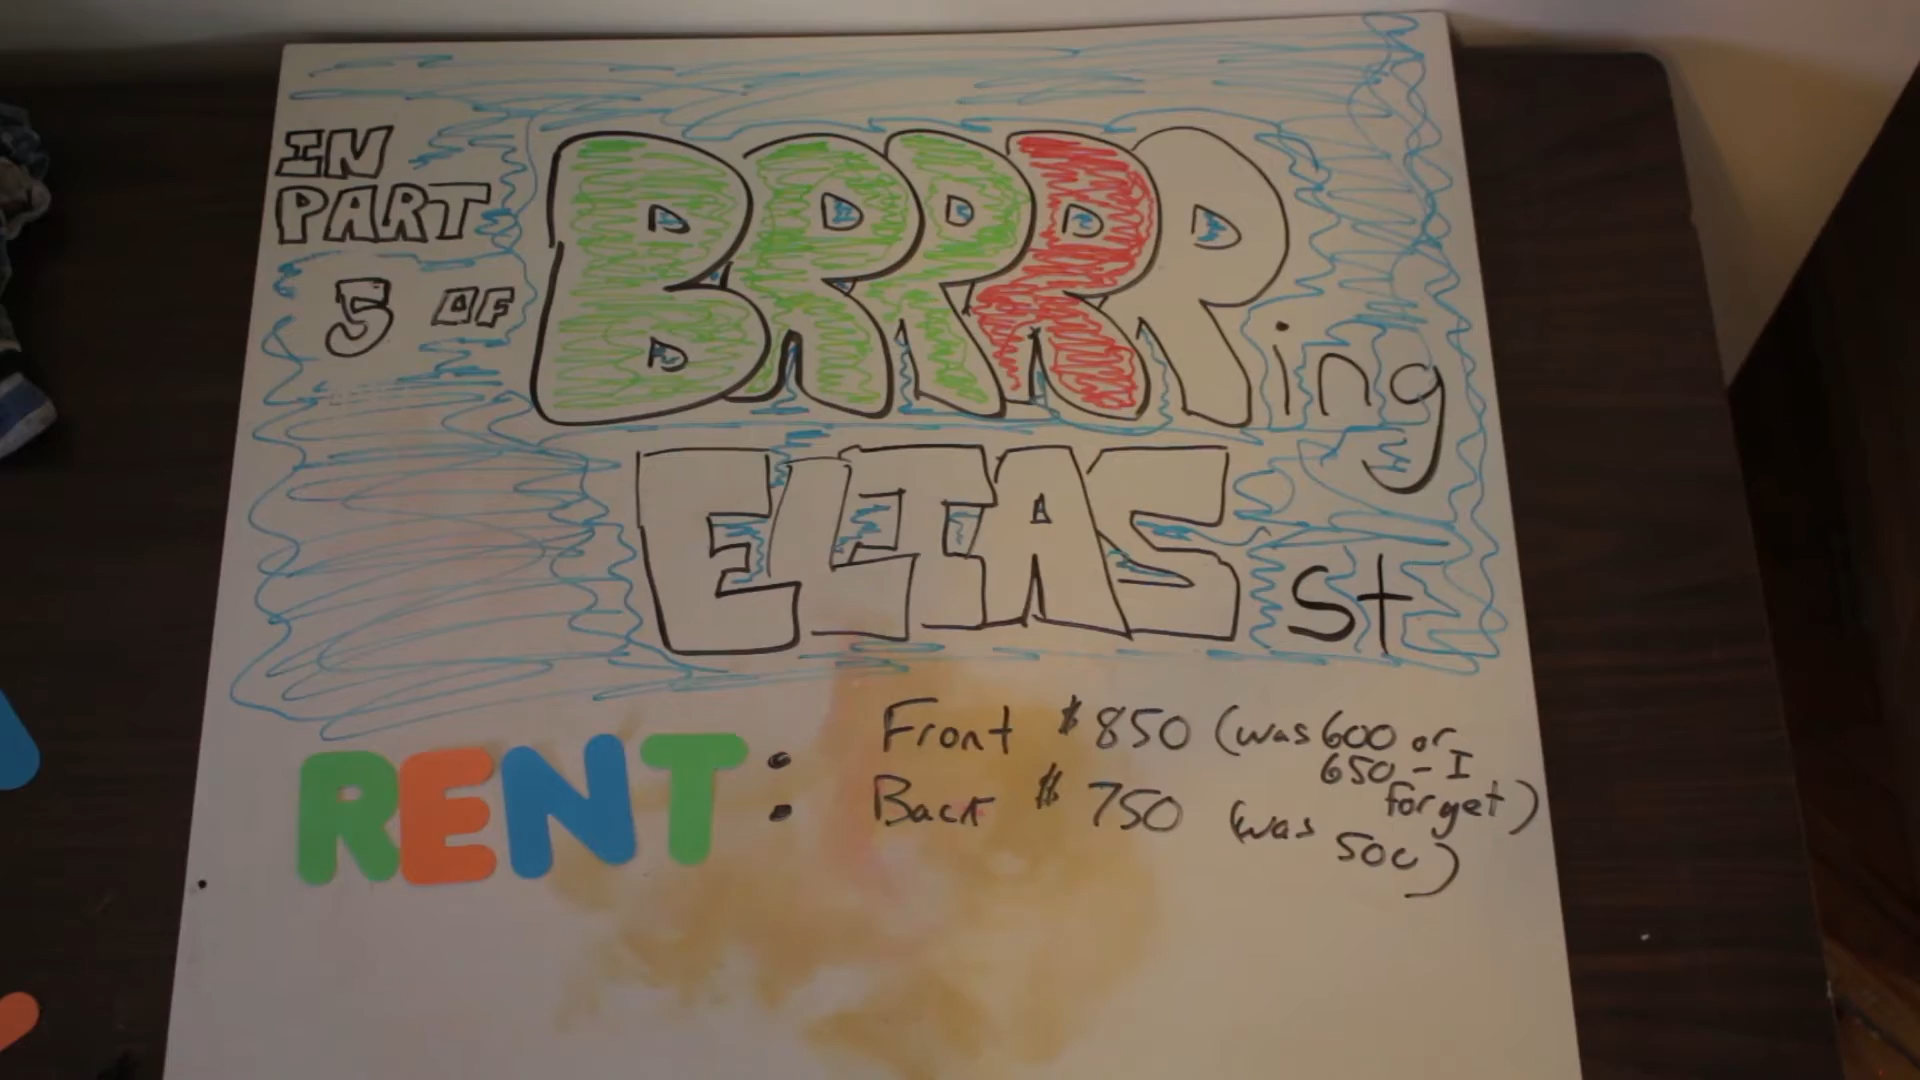 IN
PART
5 OF
BRRRRing
ELIAS st
RENT:
Front $850 (was 600 or
650 - I
forget)
Back $750 (was
500)